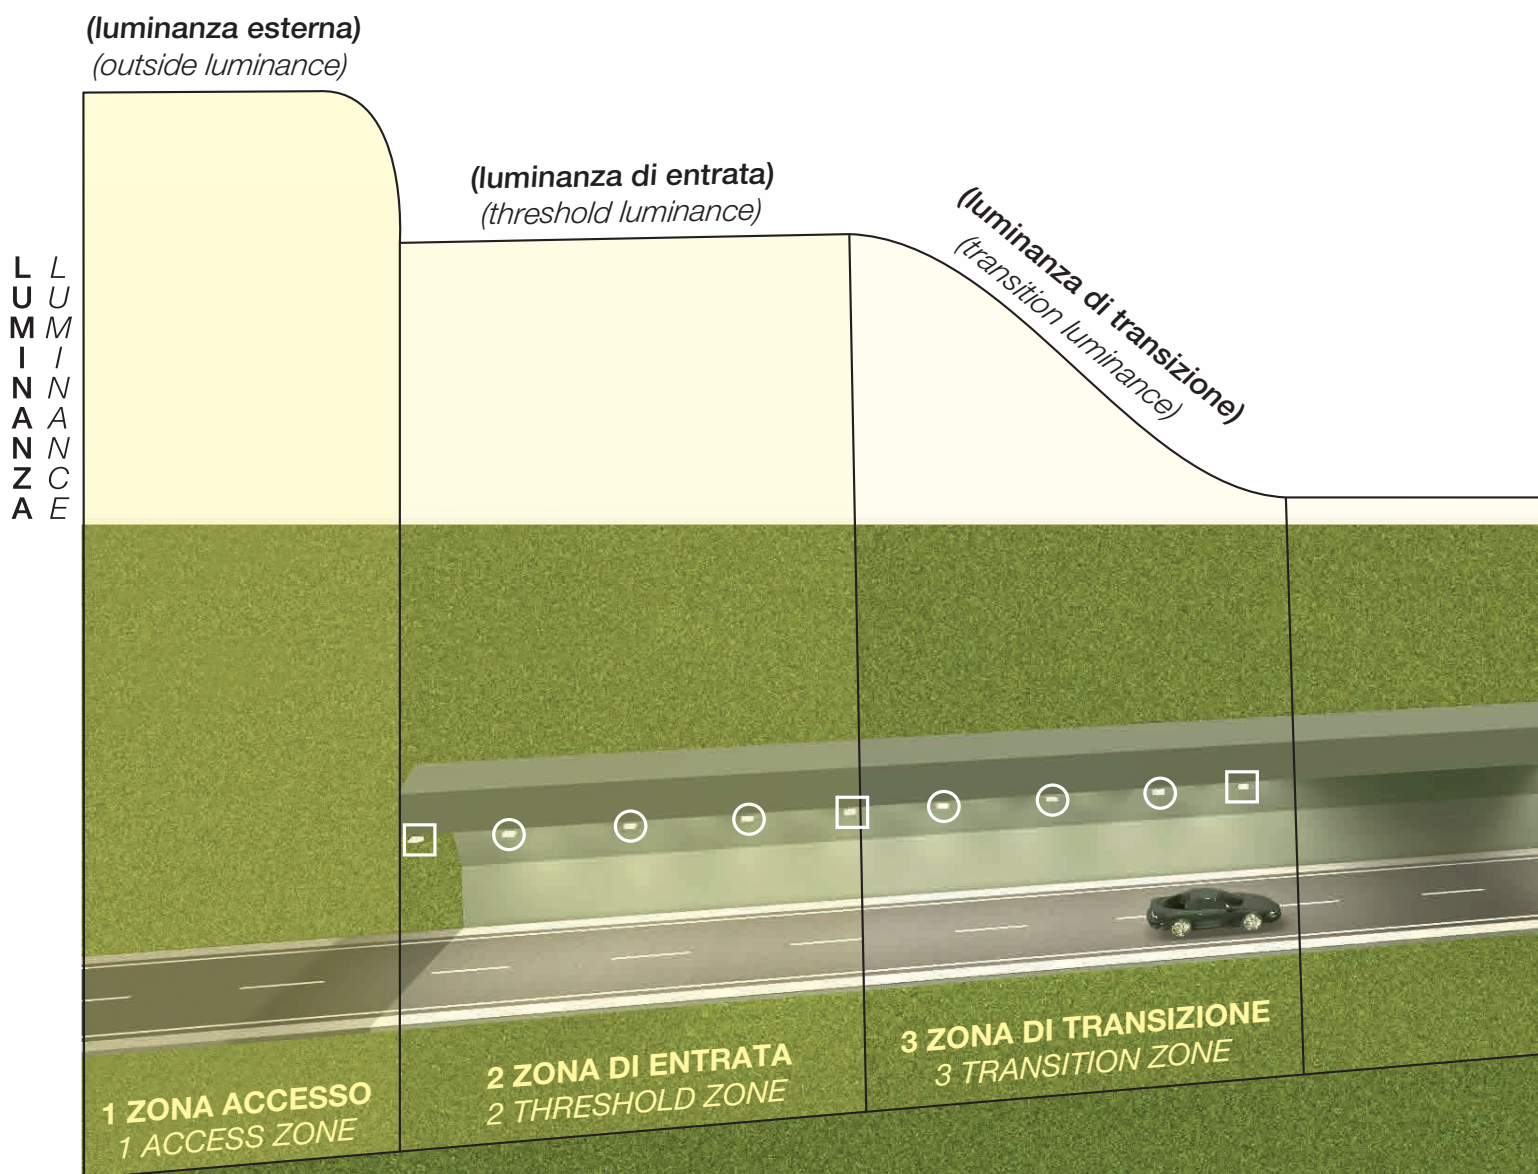 (luminanza esterna)
(outside luminance)
(luminanza di entrata)
(threshold luminance)
(luminanza di transizione)
(transition luminance)
LUMINANZA
LUMINANCE
3 ZONA DI TRANSIZIONE
3 TRANSITION ZONE
2 ZONA DI ENTRATA
2 THRESHOLD ZONE
1 ZONA ACCESSO
1 ACCESS ZONE